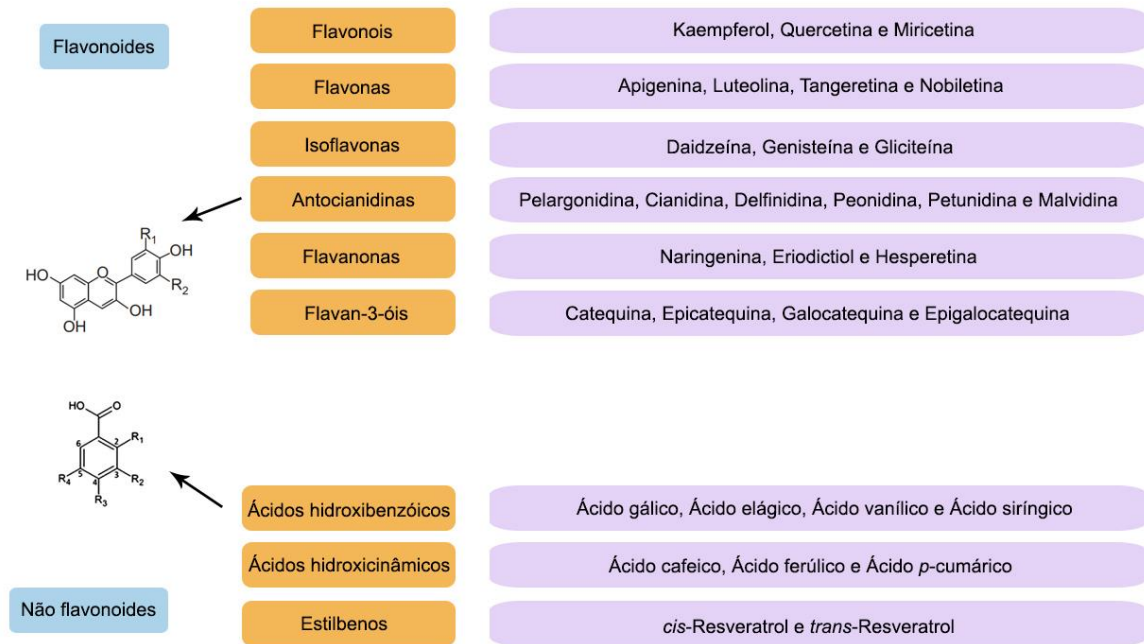 Flavonoides
Flavonois
Kaempferol, Quercetina e Miricetina
Flavonas
Apigenina, Luteolina, Tangeretina e Nobiletina
Isoflavonas
Daidzeína, Genisteína e Gliciteína
Antocianidinas
Pelargonidina, Cianidina, Delfinidina, Peonidina, Petunidina e Malvidina
Flavanonas
Naringenina, Eriodictiol e Hesperetina
Flavan-3-óis
Catequina, Epicatequina, Galocatequina e Epigalocatequina
R1
OH
HO
O+
R2
OH
OH
HO
O
6
2
R1
5
3
R4
4
R2
R3
Ácidos hidroxibenzóicos
Ácido gálico, Ácido elágico, Ácido vanílico e Ácido siríngico
Ácidos hidroxicinâmicos
Ácido cafeico, Ácido ferúlico e Ácido p-cumárico
Não flavonoides
Estilbenos
cis-Resveratrol e trans-Resveratrol